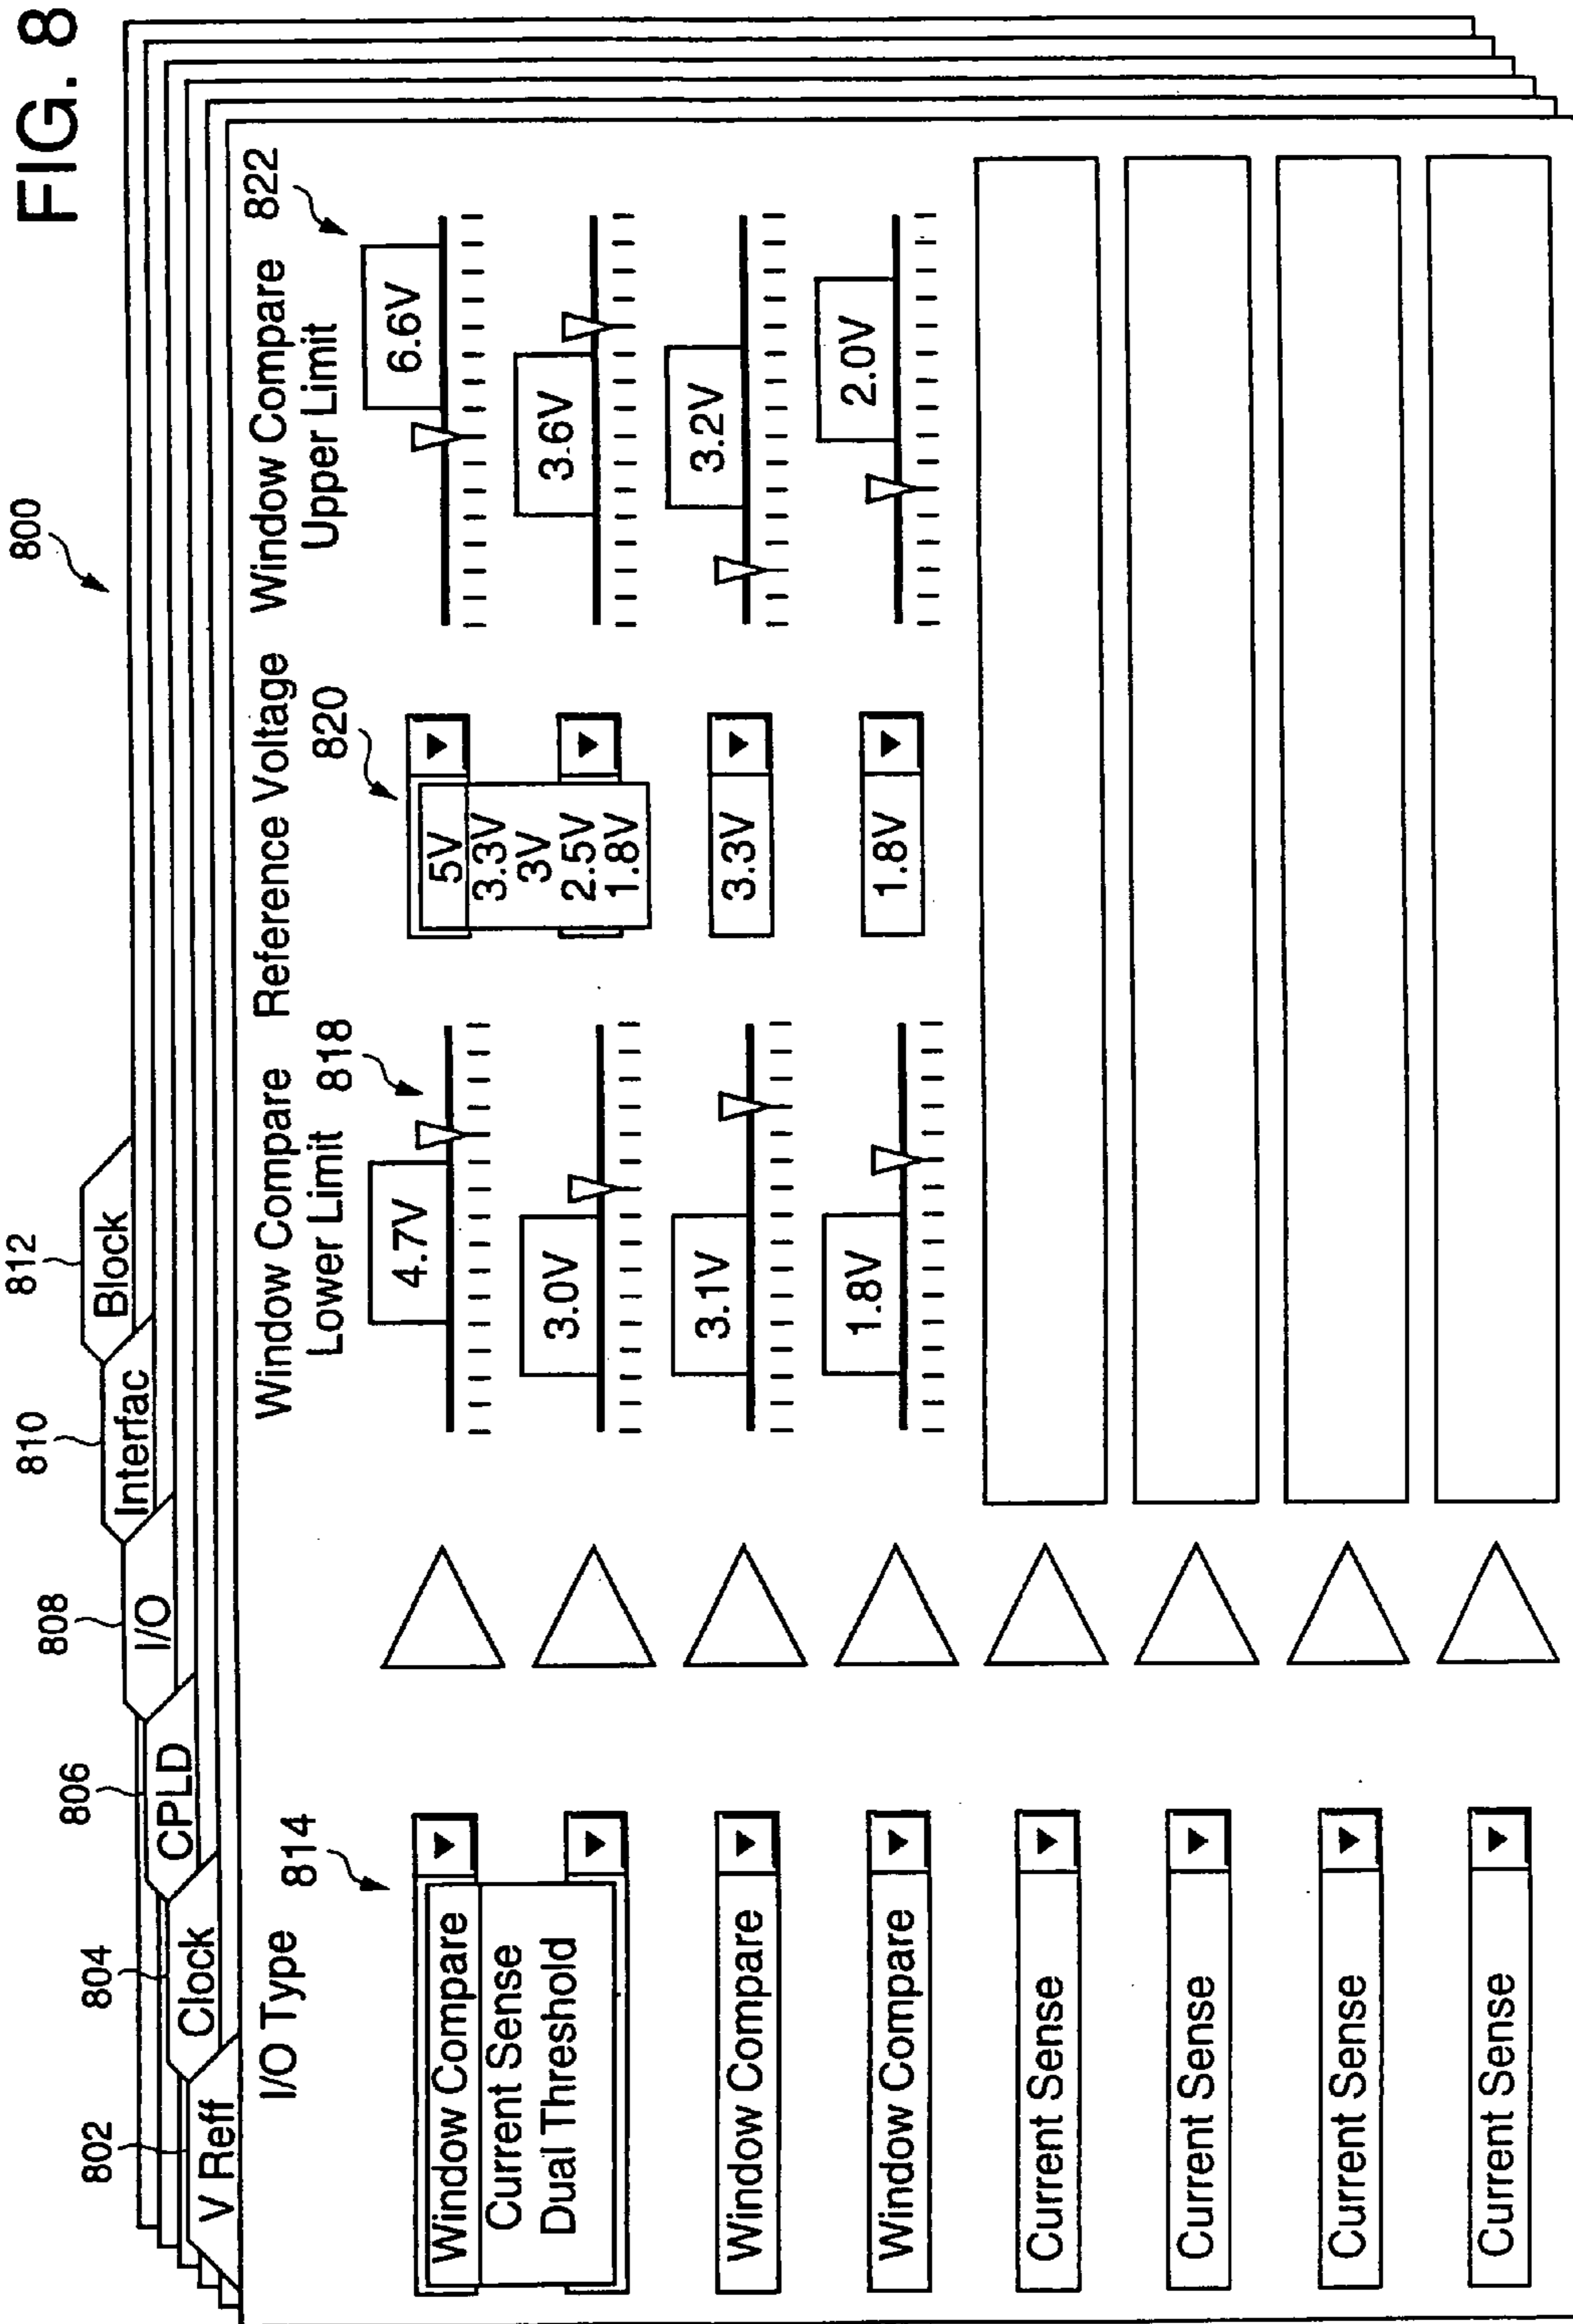 FIG. 8
800
802
804
806
808
810
812
V Reff
Clock
CPLD
I/O
Interfac
Block
I/O Type
814
Window Compare
Lower Limit
818
Reference Voltage
820
Window Compare
Upper Limit
822
Window Compare
Current Sense
Dual Threshold
4.7V
5V
3.3V
3V
2.5V
1.8V
6.6V
3.0V
3.6V
Window Compare
3.1V
3.3V
3.2V
Window Compare
1.8V
1.8V
2.0V
Current Sense
Current Sense
Current Sense
Current Sense